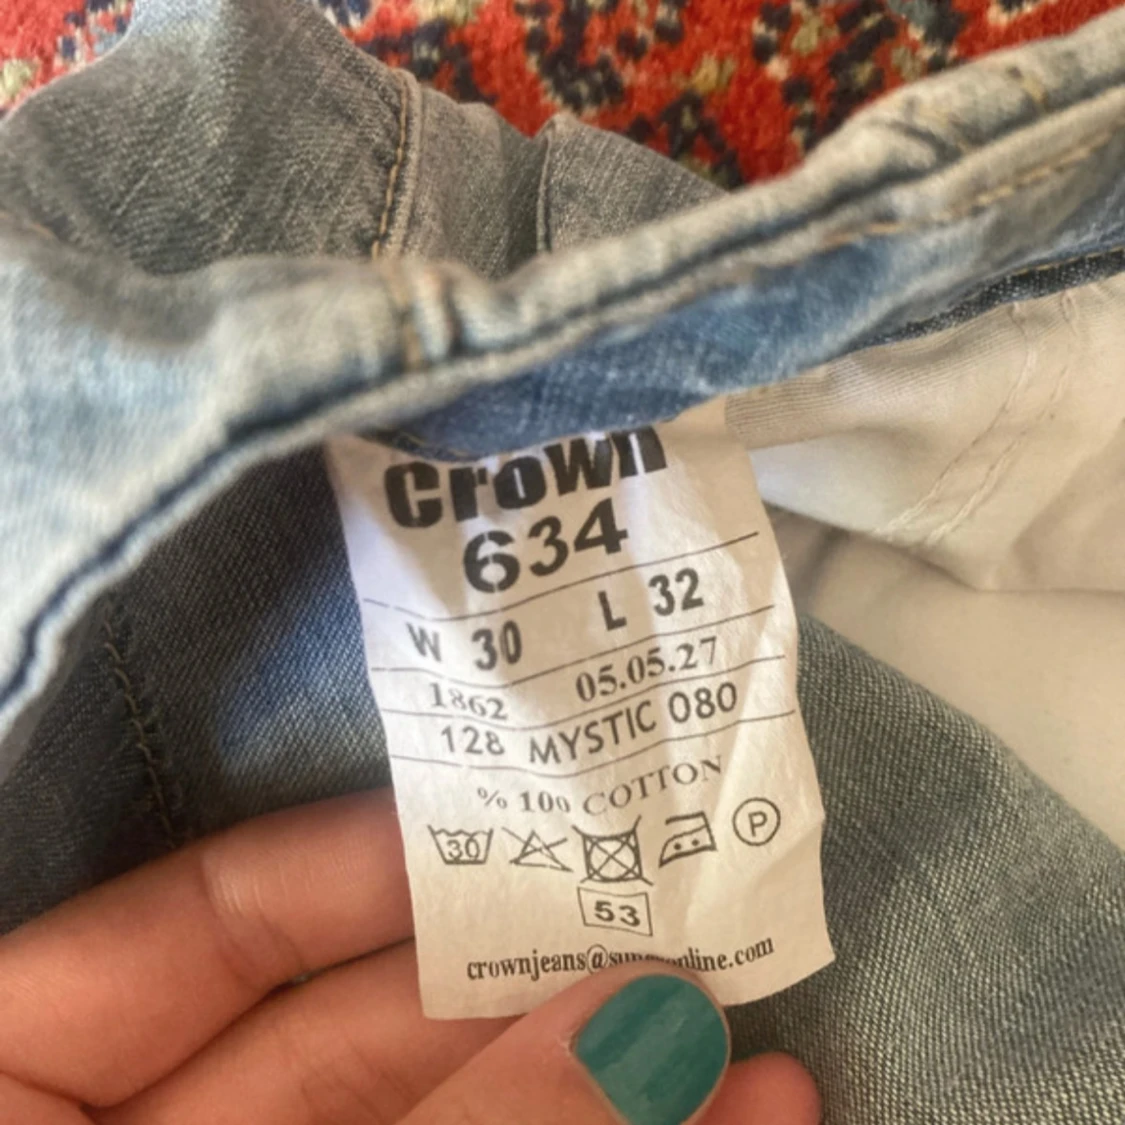 Crown
634
W 30 L 32
1862 05.05.27
128 MYSTIC 080
% 100 COTTON
30 P
53